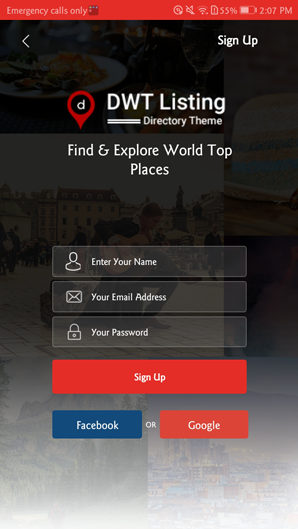 Emergency calls only
55%
2:07 PM
Sign Up
d
DWT Listing
Directory Theme
Find & Explore World Top
Places
Enter Your Name
Your Email Address
Your Password
Sign Up
Facebook
OR
Google